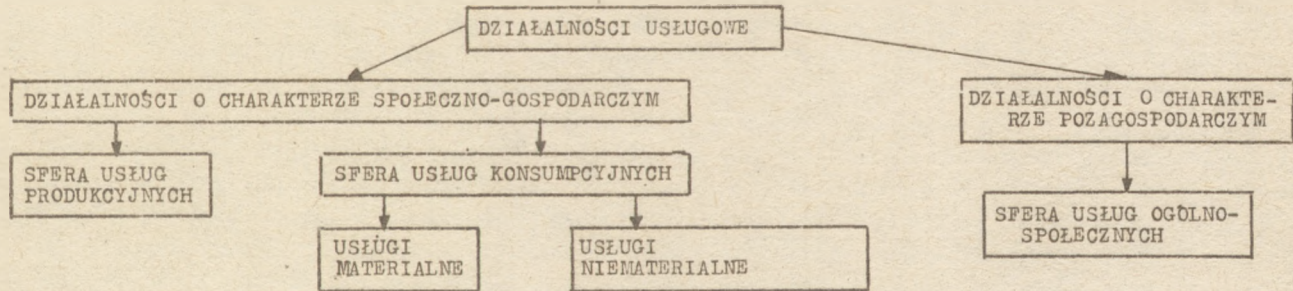 DZIAŁALNOŚCI USŁUGOWE
DZIAŁALNOŚCI O CHARAKTERZE SPOŁECZNO-GOSPODARCZYM
DZIAŁALNOŚCI O CHARAKTE-
RZE POZAGOSPODARCZYM
SFERA USŁUG
PRODUKCYJNYCH
SFERA USŁUG KONSUMPCYJNYCH
SFERA USŁUG OGÓLNO-
SPOŁECZNYCH
USŁUGI
MATERIALNE
USŁUGI
NIEMATERIALNE